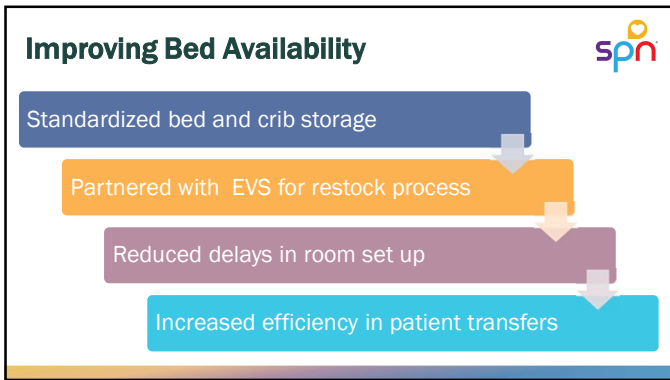 Improving Bed Availability
spn
Standardized bed and crib storage
Partnered with  EVS for restock process
Reduced delays in room set up
Increased efficiency in patient transfers